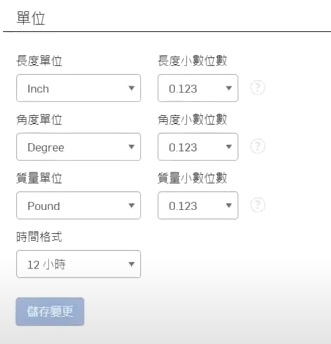 單位
長度單位 長度小數位數
Inch 0.123 ?
角度單位 角度小數位數
Degree 0.123 ?
質量單位 質量小數位數
Pound 0.123 ?
時間格式
12 小時
儲存變更